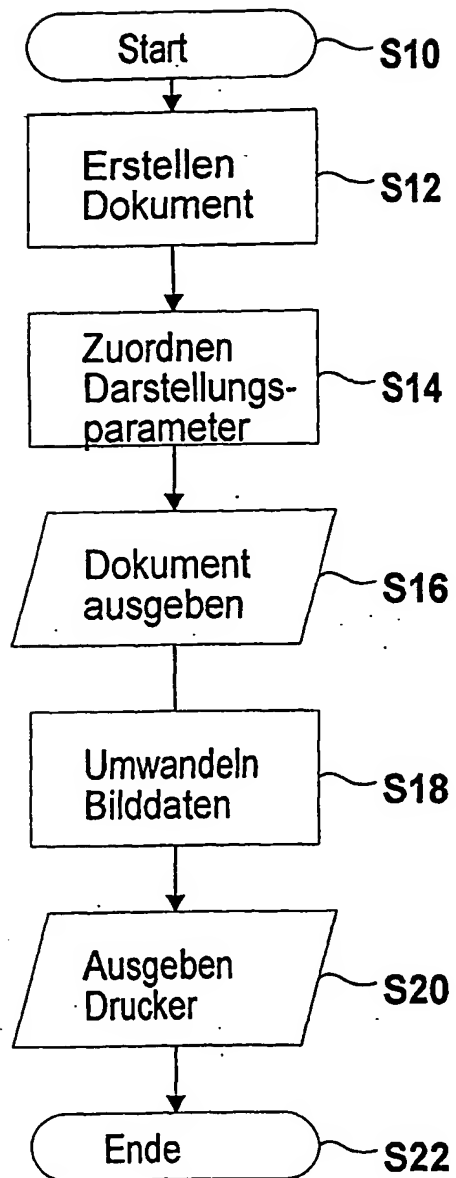 Start
S10
Erstellen
Dokument
S12
Zuordnen
Darstellungs-
parameter
S14
Dokument
ausgeben
S16
Umwandeln
Bilddaten
S18
Ausgeben
Drucker
S20
Ende
S22